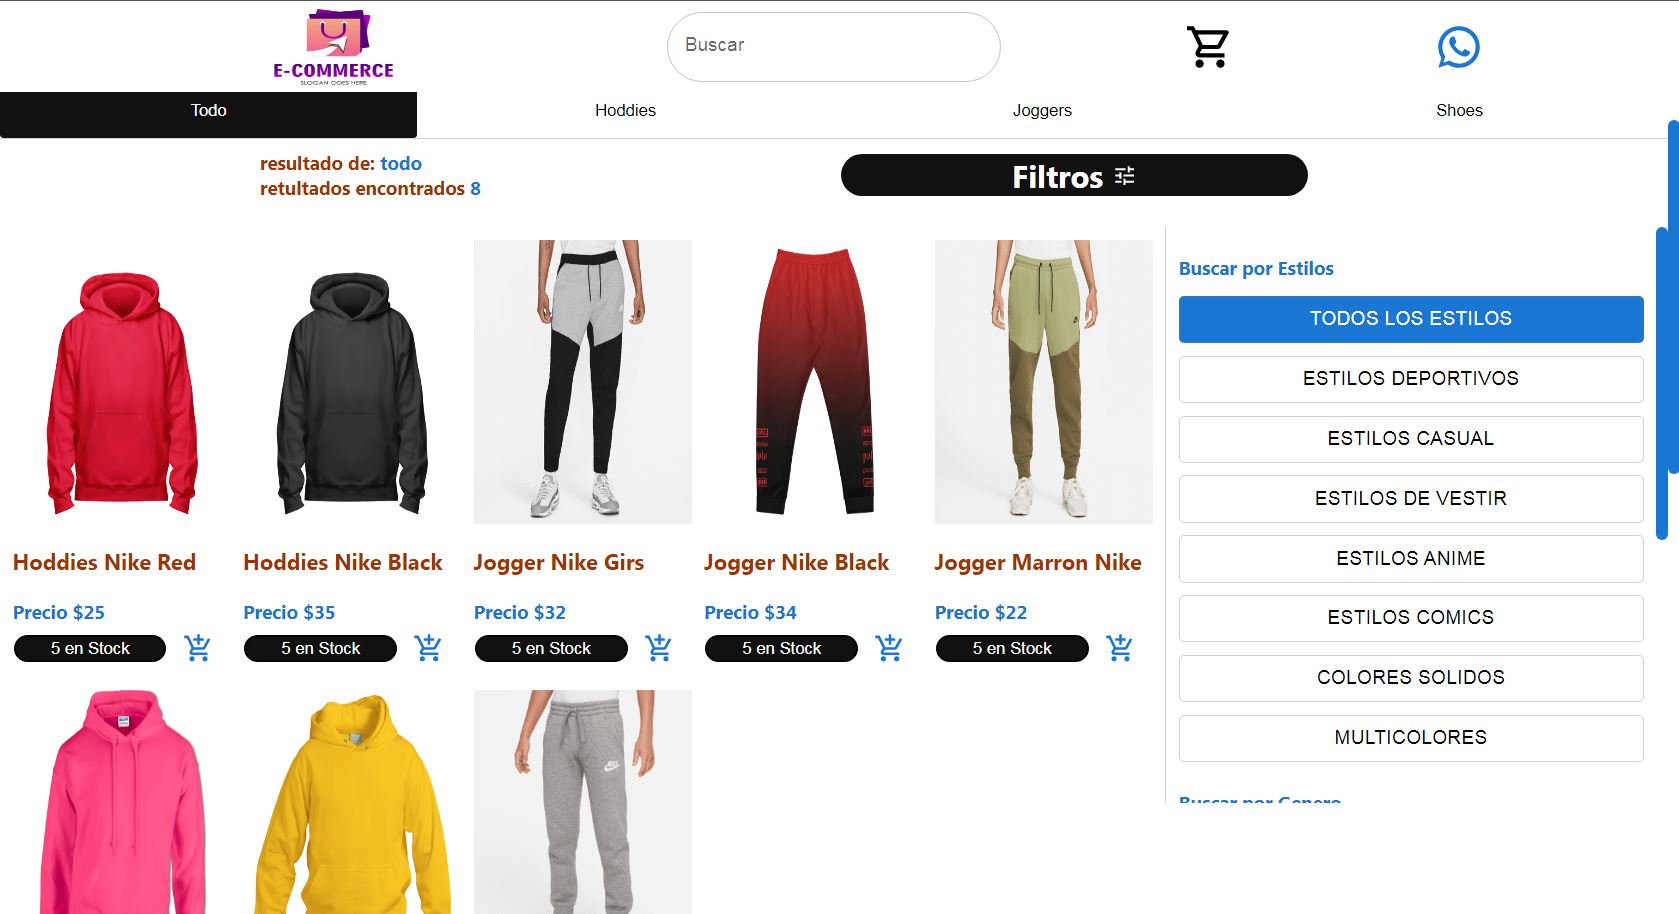 E-COMMERCE
SLOGAN GOES HERE
Buscar
Todo
Hoddies
Joggers
Shoes
resultado de: todo
retultados encontrados 8
Filtros
Hoddies Nike Red
Precio $25
5 en Stock
Hoddies Nike Black
Precio $35
5 en Stock
Jogger Nike Girs
Precio $32
5 en Stock
Jogger Nike Black
Precio $34
5 en Stock
Jogger Marron Nike
Precio $22
5 en Stock
Buscar por Estilos
TODOS LOS ESTILOS
ESTILOS DEPORTIVOS
ESTILOS CASUAL
ESTILOS DE VESTIR
ESTILOS ANIME
ESTILOS COMICS
COLORES SOLIDOS
MULTICOLORES
Buscar por Genero